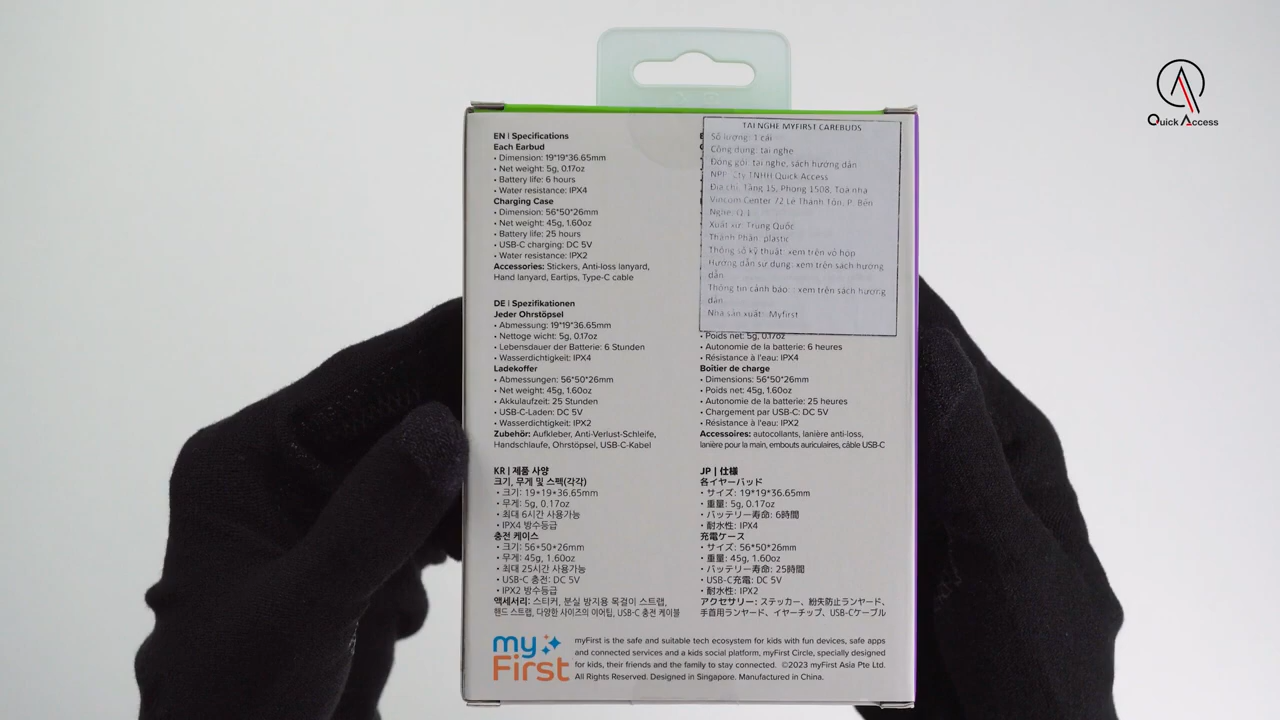 Quick Access
EN | Specifications
Each Earbud
• Dimension: 19*19*36.65mm
• Net weight: 5g, 0.17oz
• Battery life: 6 hours
• Water resistance: IPX4
Charging Case
• Dimension: 56*50*26mm
• Net weight: 45g, 1.60oz
• Battery life: 25 hours
• USB-C charging: DC 5V
• Water resistance: IPX2
Accessories: Stickers, Anti-loss lanyard,
Hand lanyard, Eartips, Type-C cable
TAI NGHE MYFIRST CAREBUDS
Số lượng: 1 cái
Công dụng: tai nghe
Đóng gói: tai nghe, sách hướng dẫn
NPP: Cty TNHH Quick Access
Địa chỉ: Tầng 15, Phòng 1508, Toà nhà
Vincom Center 72 Lê Thánh Tôn, P. Bến
Nghé, Q.1
Xuất xứ: Trung Quốc
Thành Phần: plastic
Thông số kỹ thuật: xem trên vỏ hộp
Hướng dẫn sử dụng: xem trên sách hướng
dẫn
Thông tin cảnh báo: : xem trên sách hướng
dẫn
Nhà sản xuất: Myfirst
DE | Spezifikationen
Jeder Ohrstöpsel
• Abmessung: 19*19*36.65mm
• Nettoge wicht: 5g, 0.17oz
• Lebensdauer der Batterie: 6 Stunden
• Wasserdichtigkeit: IPX4
Ladekoffer
• Abmessungen: 56*50*26mm
• Net weight: 45g, 1.60oz
• Akkulaufzeit: 25 Stunden
• USB-C-Laden: DC 5V
• Wasserdichtigkeit: IPX2
Zubehör: Aufkleber, Anti-Verlust-Schleife,
Handschlaufe, Ohrstöpsel, USB-C-Kabel
• Poids net: 5g, 0.17oz
• Autonomie de la batterie: 6 heures
• Résistance à l'eau: IPX4
Boîtier de charge
• Dimensions: 56*50*26mm
• Poids net: 45g, 1.60oz
• Autonomie de la batterie: 25 heures
• Chargement par USB-C: DC 5V
• Résistance à l'eau: IPX2
Accessoires: autocollants, lanière anti-loss,
lanière pour la main, embouts auriculaires, câble USB-C
KR | 제품 사양
크기, 무게 및 스펙(각각)
• 크기: 19*19*36.65mm
• 무게: 5g, 0.17oz
• 최대 6시간 사용가능
• IPX4 방수등급
충전 케이스
• 크기: 56*50*26mm
• 무게: 45g, 1.60oz
• 최대 25시간 사용가능
• USB-C 충전: DC 5V
• IPX2 방수등급
액세서리: 스티커, 분실 방지용 목걸이 스트랩,
핸드 스트랩, 다양한 사이즈의 이어팁, USB-C 충전 케이블
JP | 仕様
各イヤーバッド
• サイズ: 19*19*36.65mm
• 重量: 5g, 0.17oz
• バッテリー寿命: 6時間
• 耐水性: IPX4
充電ケース
• サイズ: 56*50*26mm
• 重量: 45g, 1.60oz
• バッテリー寿命: 25時間
• USB-C充電: DC 5V
• 耐水性: IPX2
アクセサリー: ステッカー、紛失防止ランヤード、
手首用ランヤード、イヤーチップ、USB-Cケーブル
my
First
myFirst is the safe and suitable tech ecosystem for kids with fun devices, safe apps
and connected services and a kids social platform, myFirst Circle, specially designed
for kids, their friends and the family to stay connected. ©2023 myFirst Asia Pte Ltd.
All Rights Reserved. Designed in Singapore. Manufactured in China.